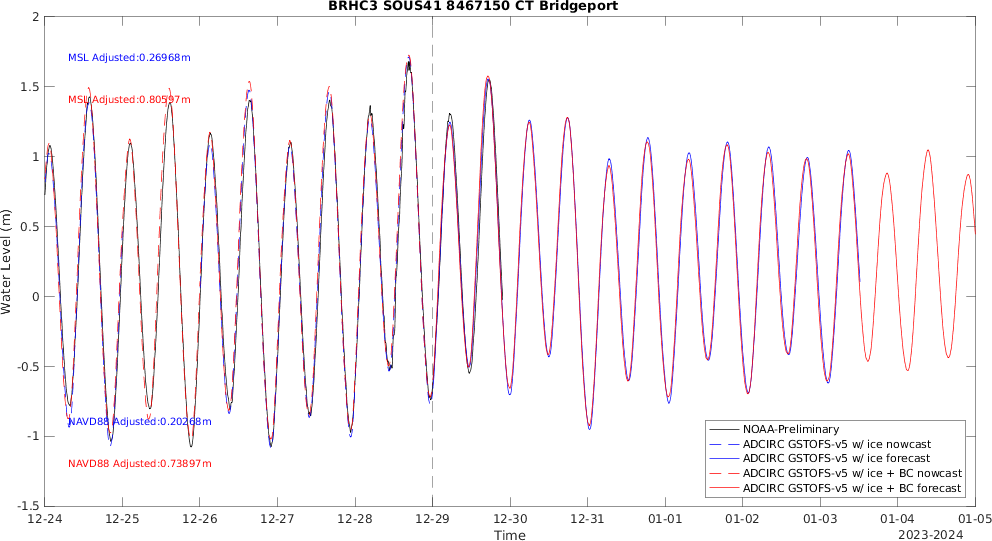 BRHC3 SOUS41 8467150 CT Bridgeport
2
1.5
1
0.5
0
-0.5
-1
-1.5
Water Level (m)
MSL Adjusted:0.26968m
MSL Adjusted:0.80597m
NAVD88 Adjusted:0.20268m
NAVD88 Adjusted:0.73897m
NOAA-Preliminary
ADCIRC GSTOFS-v5 w/ ice nowcast
ADCIRC GSTOFS-v5 w/ ice forecast
ADCIRC GSTOFS-v5 w/ ice + BC nowcast
ADCIRC GSTOFS-v5 w/ ice + BC forecast
12-24 12-25 12-26 12-27 12-28 12-29 12-30 01-01 01-02 01-03 01-04 01-05
Time
2023-2024